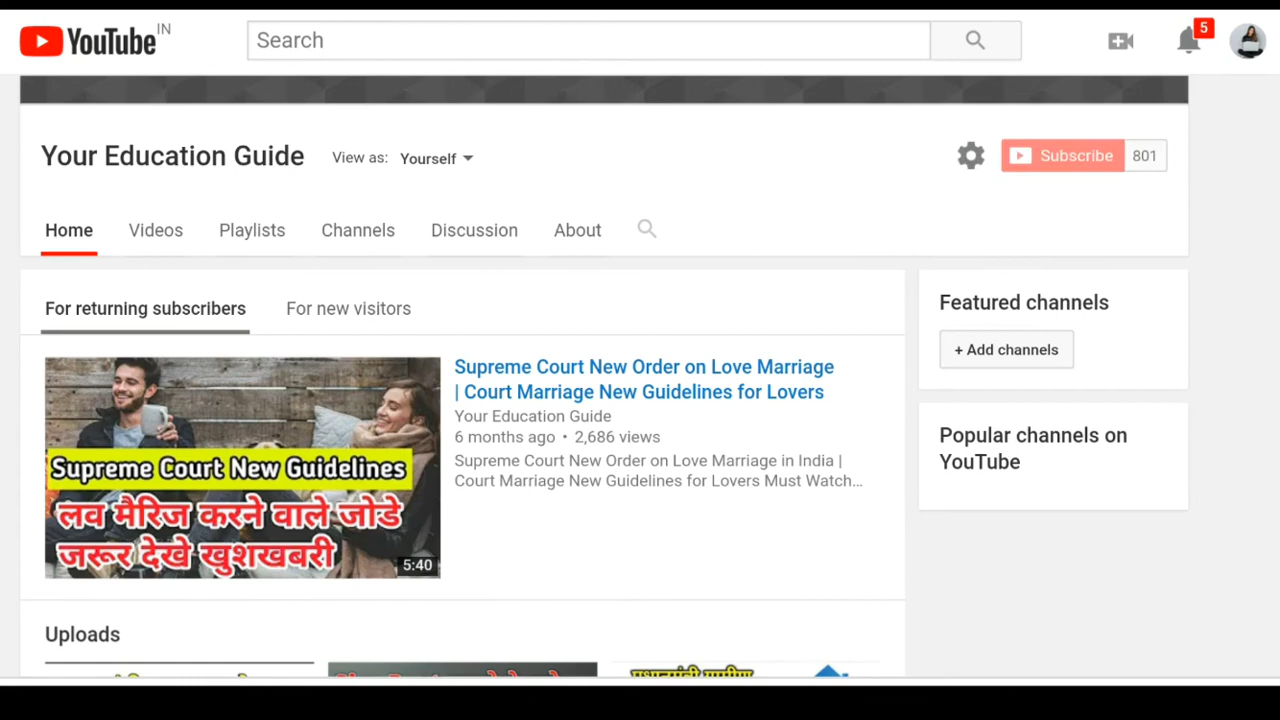 YouTube IN
Search
5
Your Education Guide
View as: Yourself
Subscribe 801
Home Videos Playlists Channels Discussion About
For returning subscribers For new visitors
Supreme Court New Guidelines
लव मैरिज करने वाले जोडे
जरूर देखे खुशखबरी
5:40
Supreme Court New Order on Love Marriage
| Court Marriage New Guidelines for Lovers
Your Education Guide
6 months ago • 2,686 views
Supreme Court New Order on Love Marriage in India |
Court Marriage New Guidelines for Lovers Must Watch...
Featured channels
+ Add channels
Popular channels on
YouTube
Uploads
प्रधानमंत्री ग्रामीण